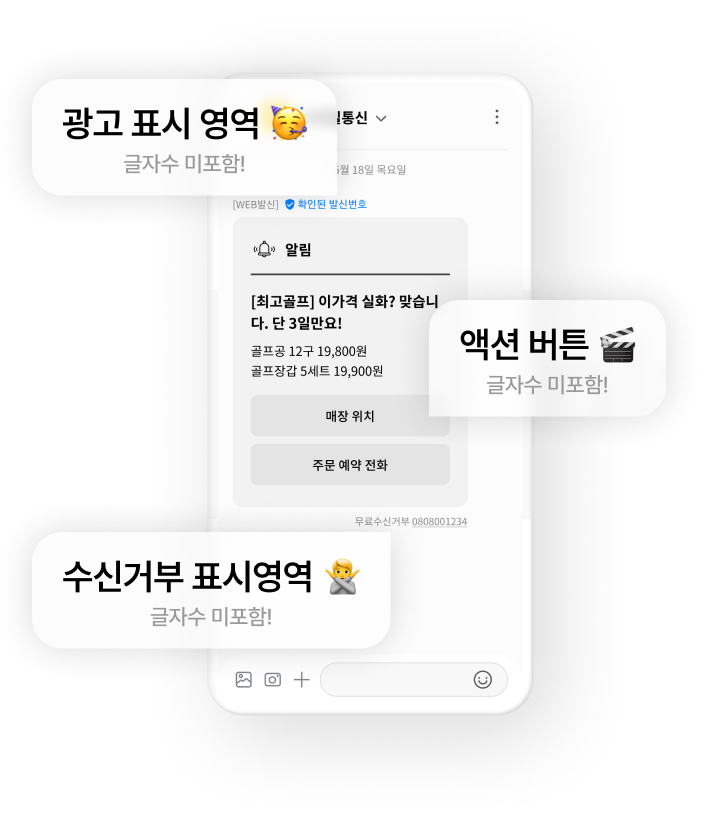 광고 표시 영역 🥳
글자수 미포함!
통신
5월 18일 목요일
[WEB발신] 확인된 발신번호
알림
[최고골프] 이가격 실화? 맞습니
다. 단 3일만요!
골프공 12구 19,800원
골프장갑 5세트 19,900원
액션 버튼 🎬
글자수 미포함!
매장 위치
주문 예약 전화
무료수신거부 0808001234
수신거부 표시영역 🙅
글자수 미포함!